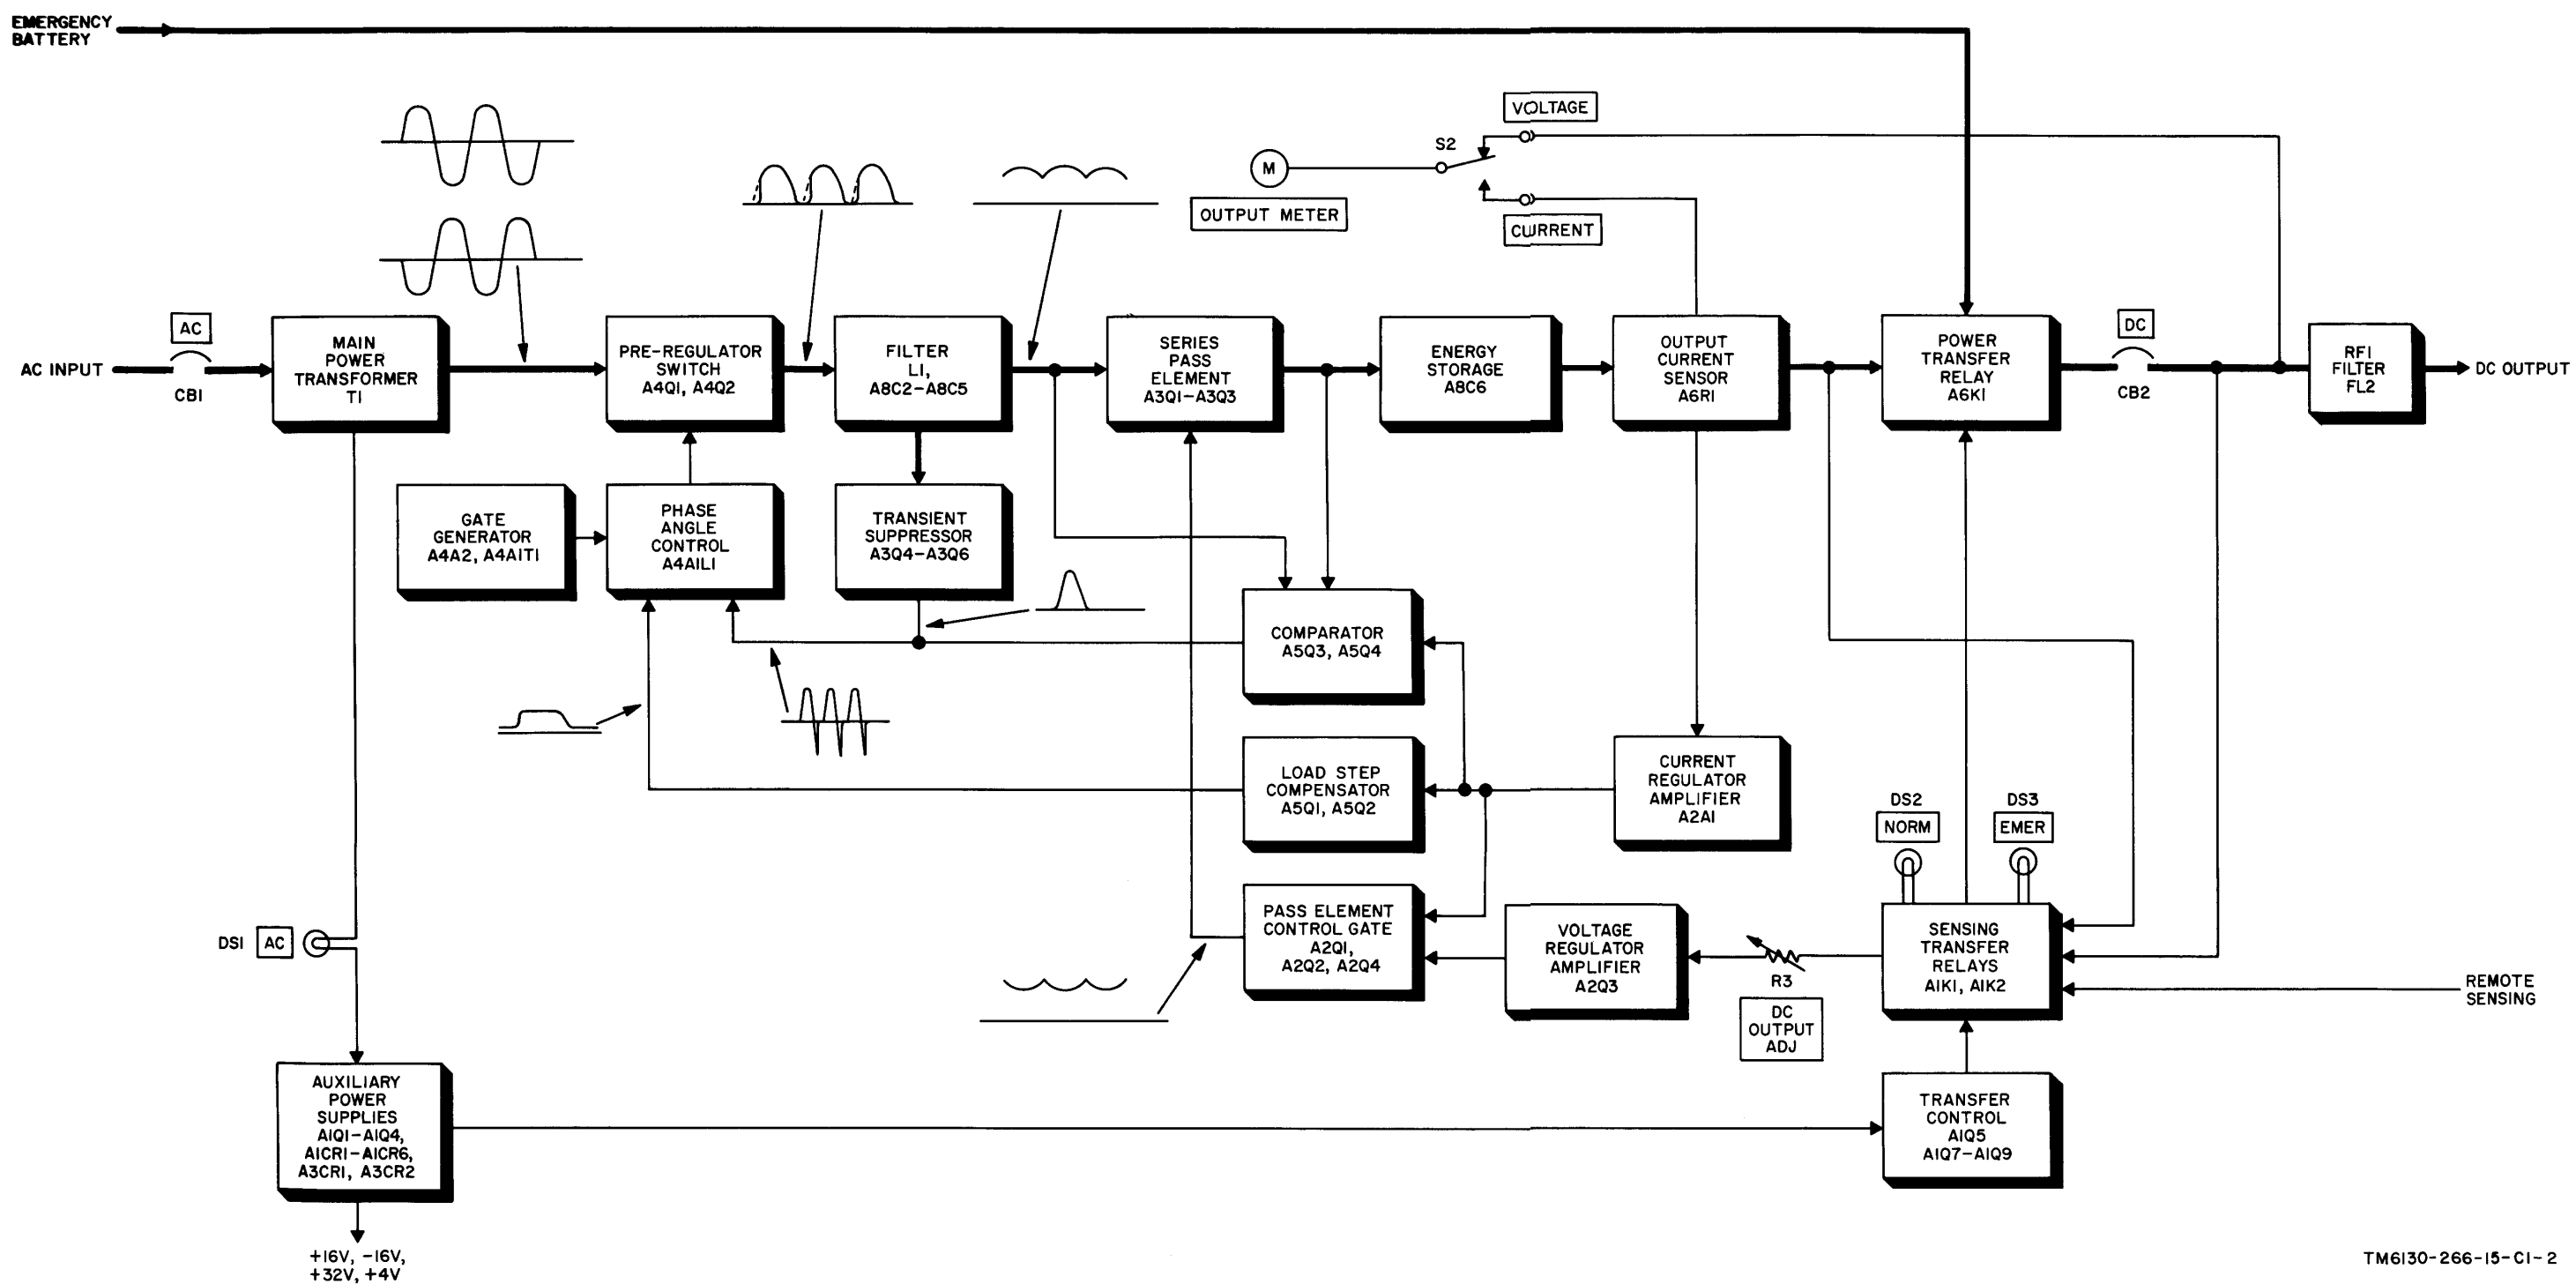 EMERGENCY
BATTERY
VOLTAGE
S2
M
OUTPUT METER
CURRENT
AC
AC INPUT
CB1
MAIN
POWER
TRANSFORMER
T1
PRE-REGULATOR
SWITCH
A4Q1, A4Q2
FILTER
L1,
A8C2-A8C5
SERIES
PASS
ELEMENT
A3Q1-A3Q3
ENERGY
STORAGE
A8C6
OUTPUT
CURRENT
SENSOR
A6R1
POWER
TRANSFER
RELAY
A6K1
DC
CB2
RFI
FILTER
FL2
DC OUTPUT
GATE
GENERATOR
A4A2, A4A1T1
PHASE
ANGLE
CONTROL
A4A1L1
TRANSIENT
SUPPRESSOR
A3Q4-A3Q6
COMPARATOR
A5Q3, A5Q4
LOAD STEP
COMPENSATOR
A5Q1, A5Q2
CURRENT
REGULATOR
AMPLIFIER
A2A1
DS2
NORM
DS3
EMER
DS1
AC
PASS ELEMENT
CONTROL GATE
A2Q1,
A2Q2, A2Q4
VOLTAGE
REGULATOR
AMPLIFIER
A2Q3
R3
DC
OUTPUT
ADJ
SENSING
TRANSFER
RELAYS
A1K1, A1K2
REMOTE
SENSING
AUXILIARY
POWER
SUPPLIES
A1Q1-A1Q4,
A1CR1-A1CR6,
A3CR1, A3CR2
TRANSFER
CONTROL
A1Q5
A1Q7-A1Q9
+16V, -16V,
+32V, +4V
TM6130-266-15-C1-2